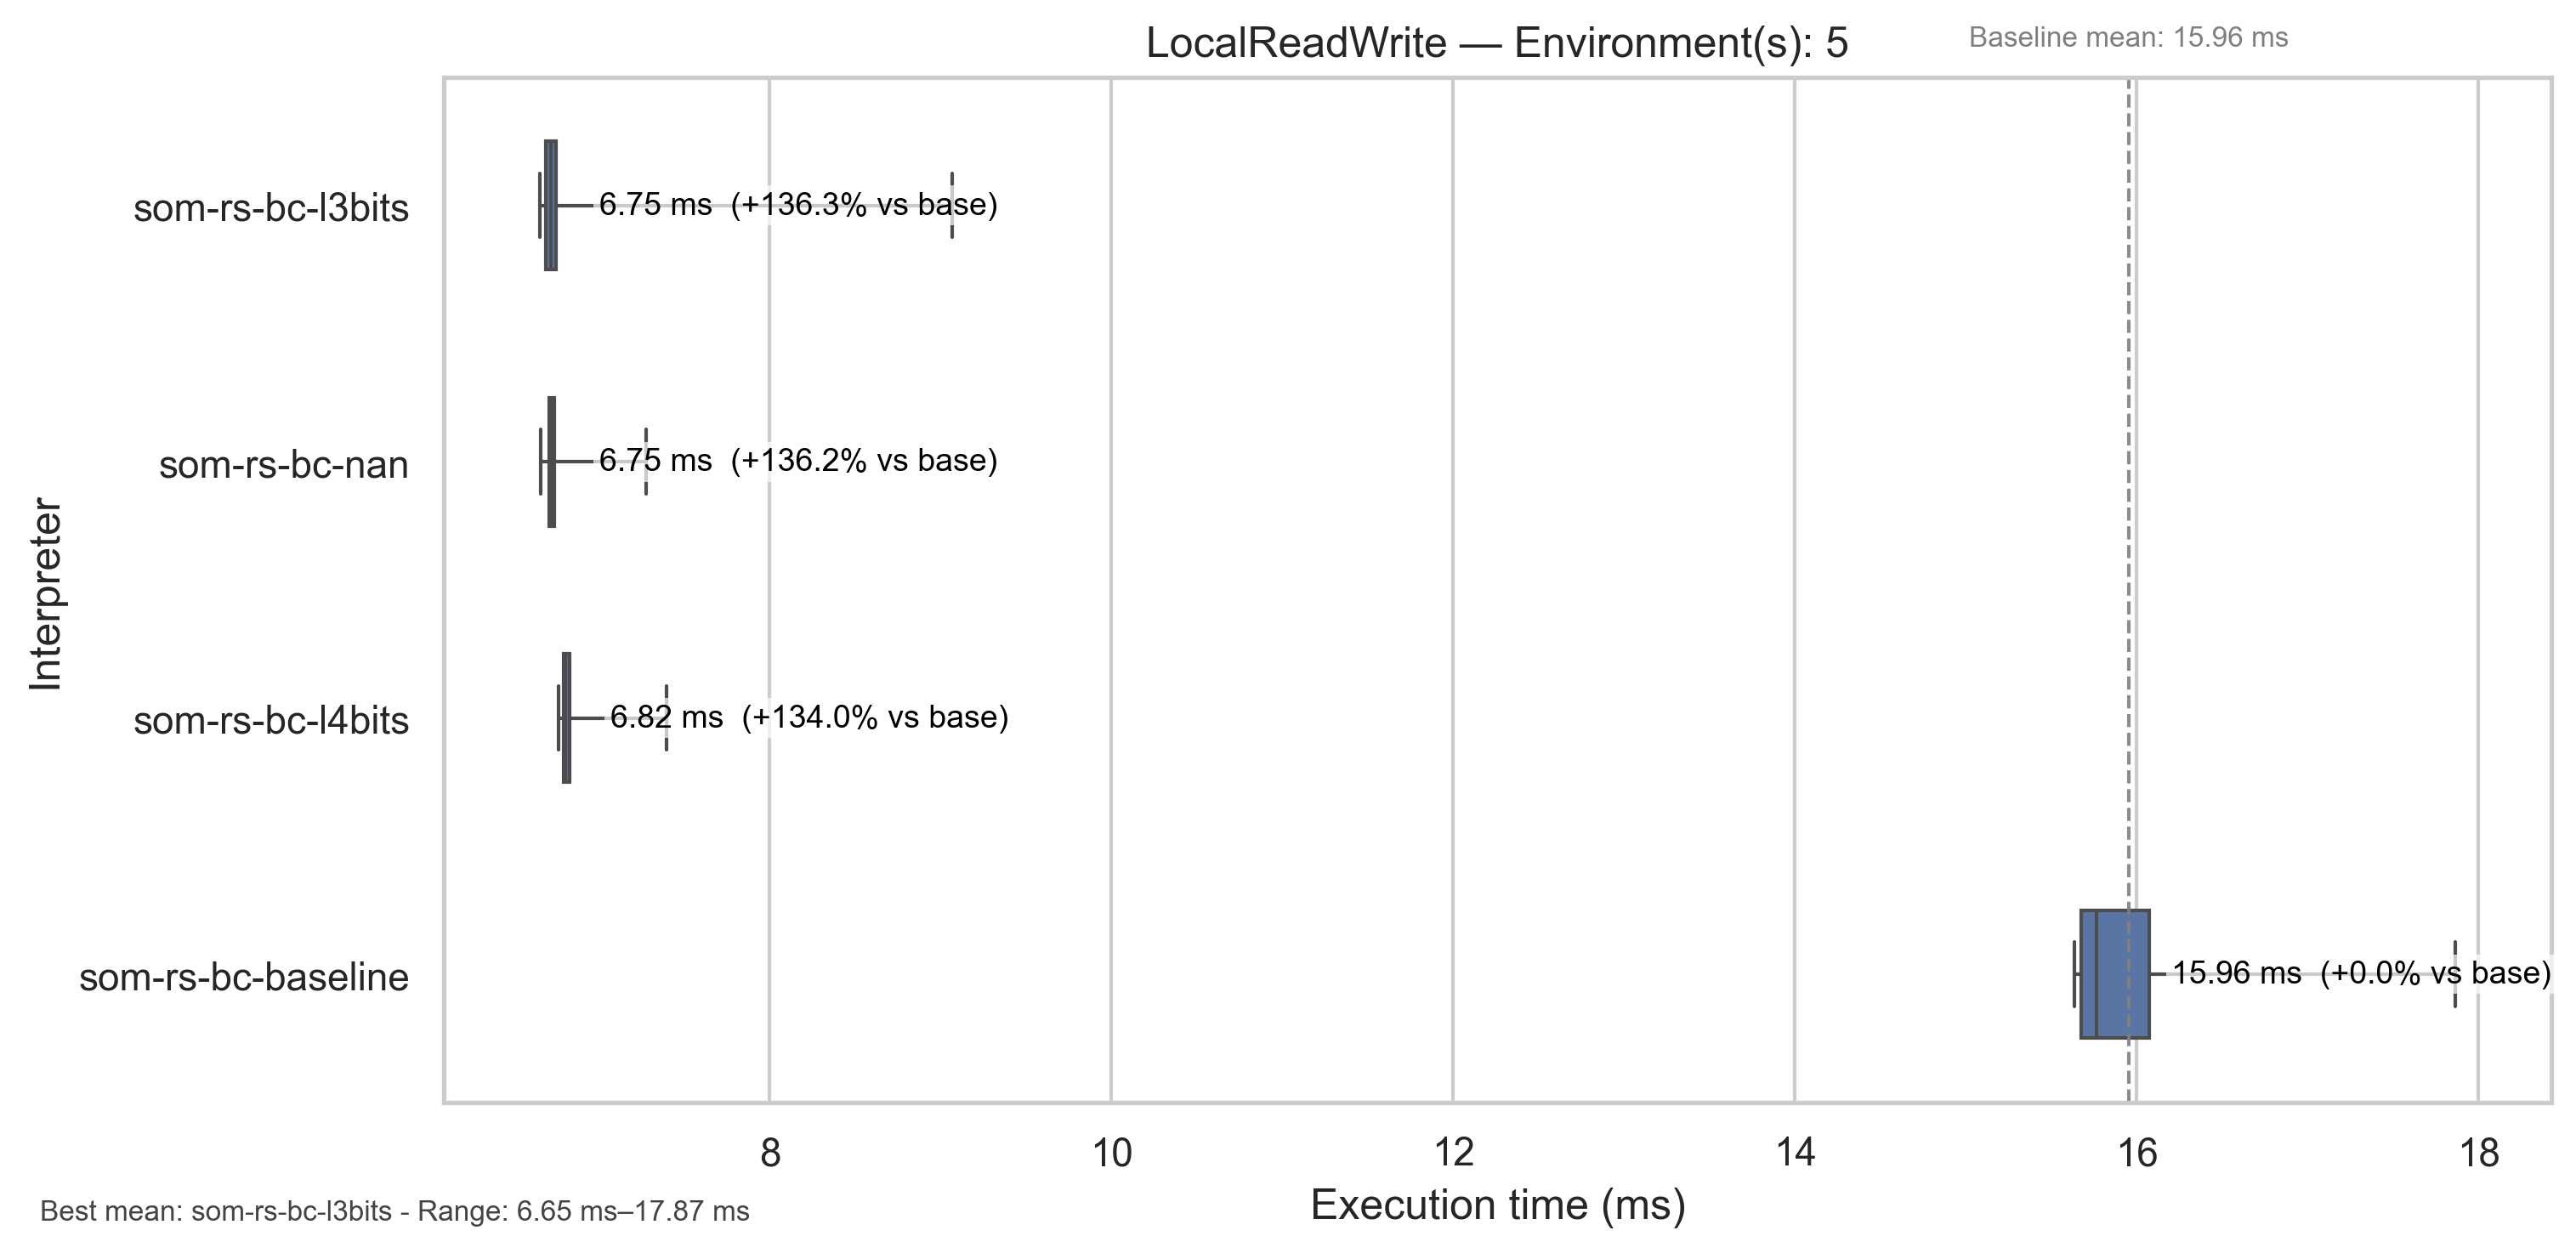 LocalReadWrite — Environment(s): 5
Baseline mean: 15.96 ms
Interpreter
som-rs-bc-l3bits
6.75 ms (+136.3% vs base)
som-rs-bc-nan
6.75 ms (+136.2% vs base)
som-rs-bc-l4bits
6.82 ms (+134.0% vs base)
som-rs-bc-baseline
15.96 ms (+0.0% vs base)
8 10 12 14 16 18
Execution time (ms)
Best mean: som-rs-bc-l3bits - Range: 6.65 ms–17.87 ms